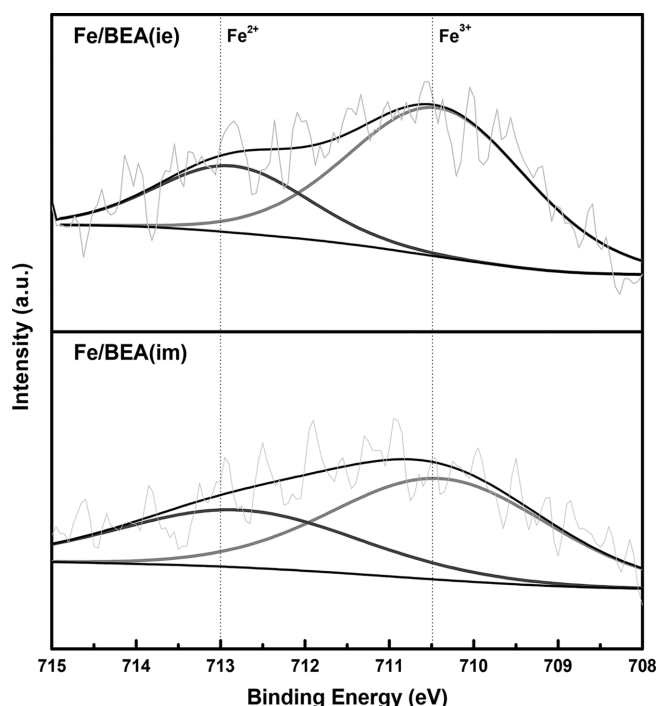 Fe/BEA(ie)
Fe²⁺
Fe³⁺
Fe/BEA(im)
Intensity (a.u.)
715 714 713 712 711 710 709 708
Binding Energy (eV)